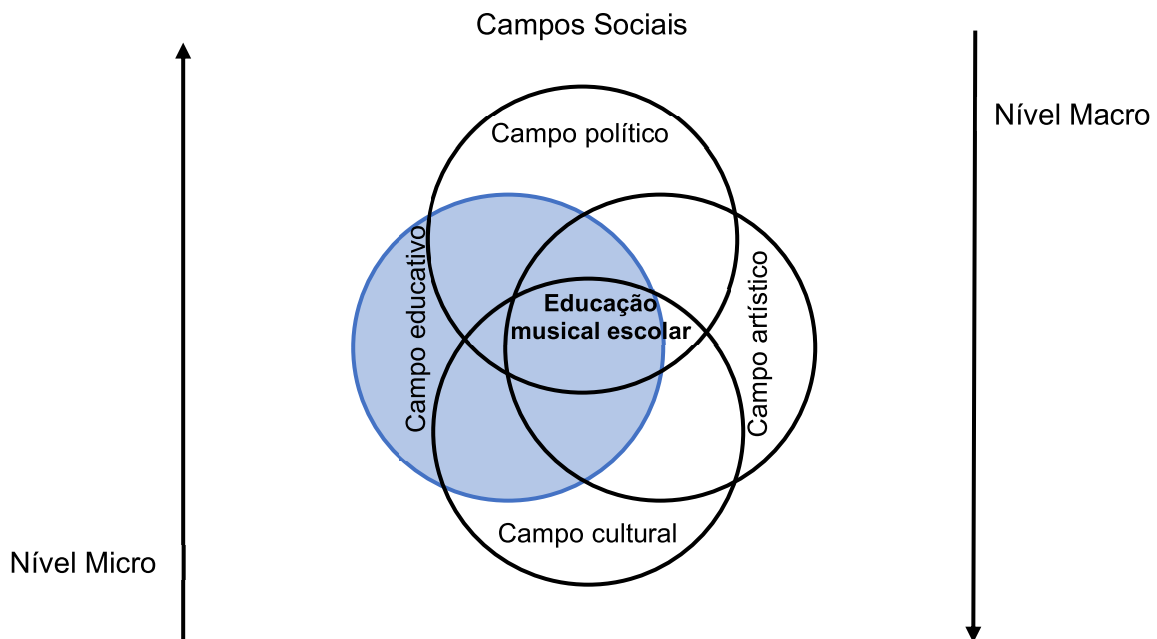 Campos Sociais
Nível Macro
Campo político
Campo educativo
Educação
musical escolar
Campo artístico
Campo cultural
Nível Micro